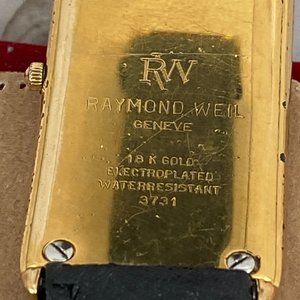 RW
RAYMOND WEIL
GENEVE
18 K GOLD
ELECTROPLATED
WATERRESISTANT
3731